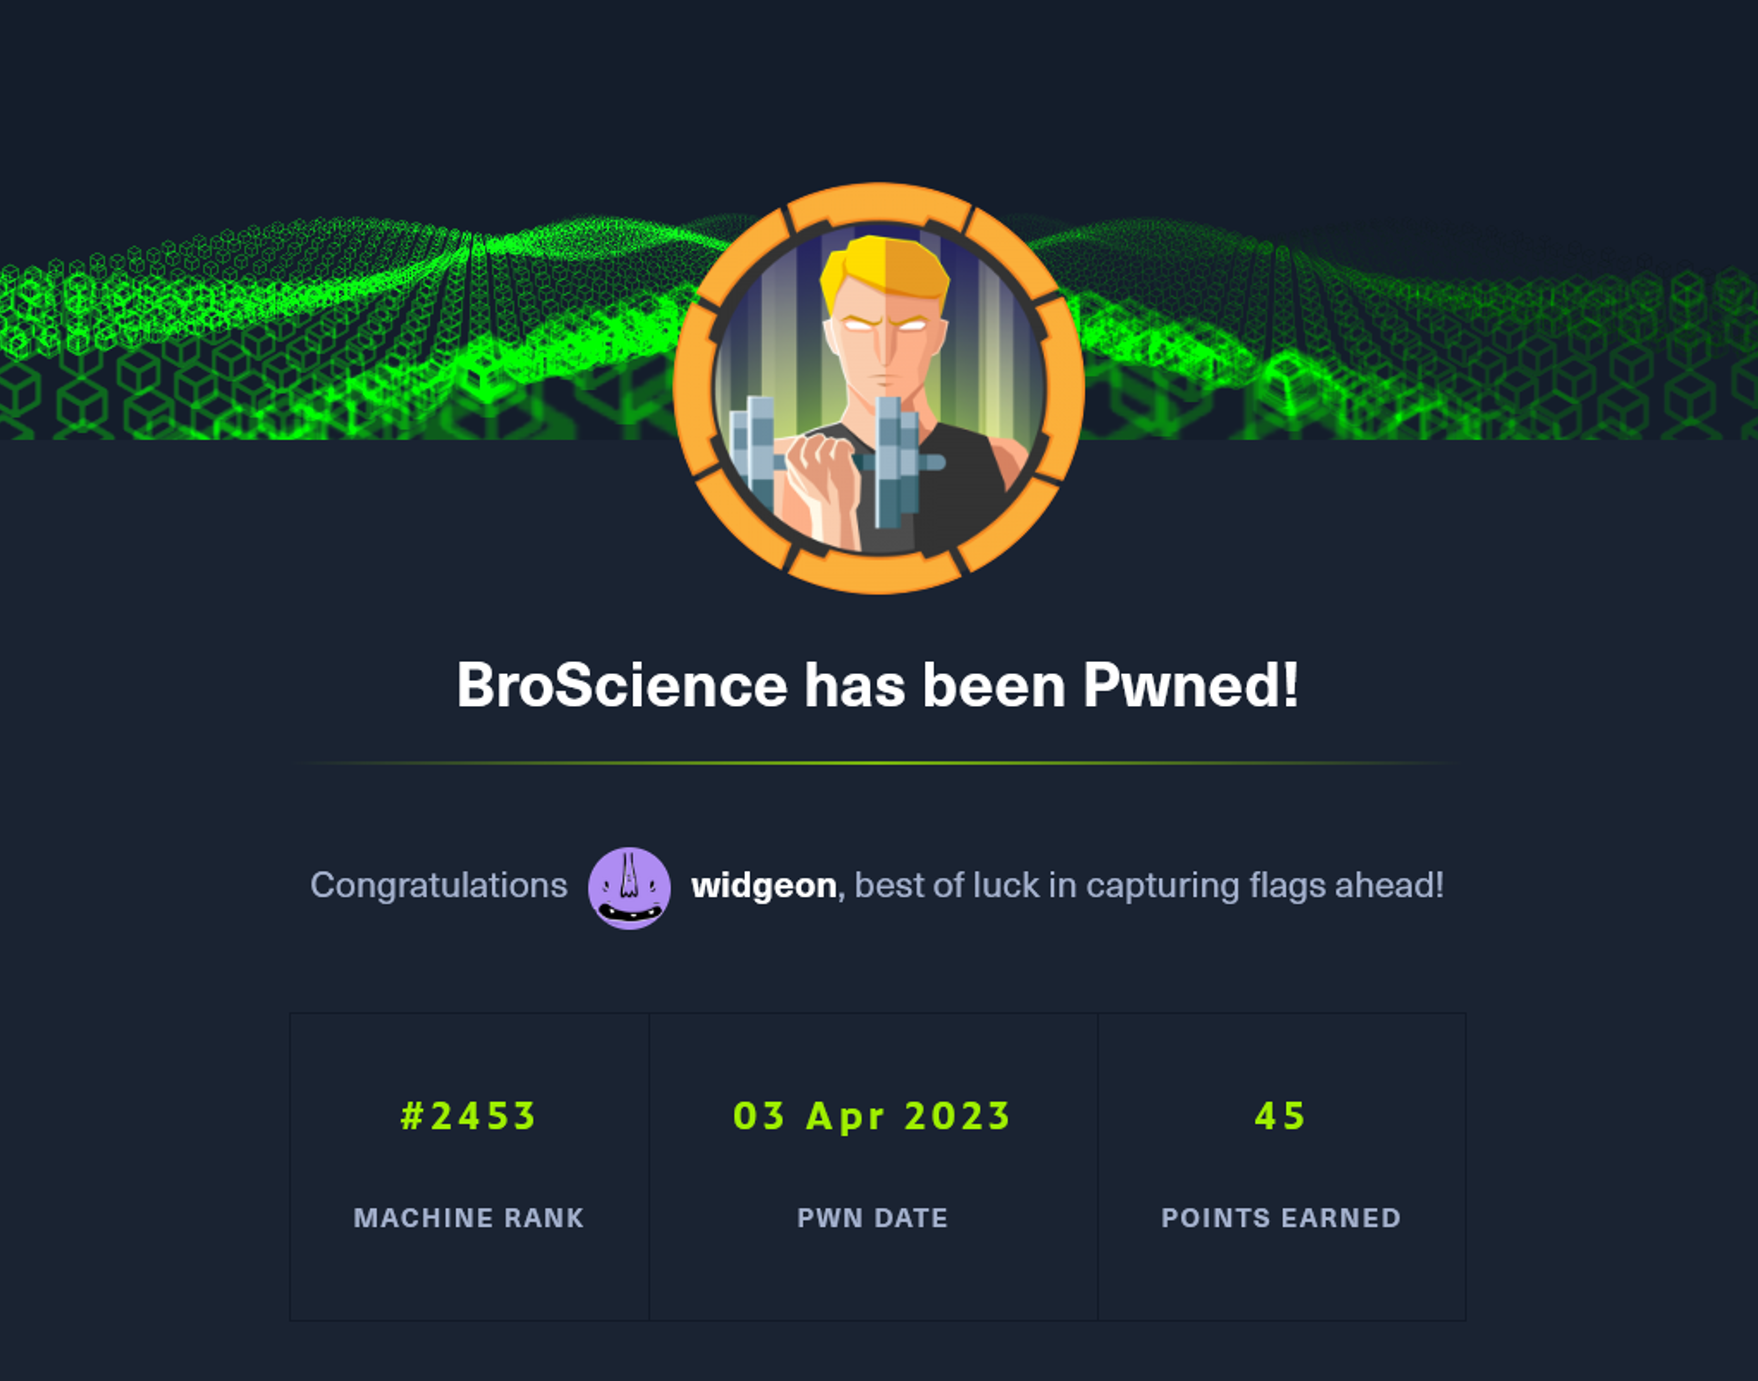 BroScience has been Pwned!
Congratulations widgeon, best of luck in capturing flags ahead!
#2453 03 Apr 2023 45
MACHINE RANK PWN DATE POINTS EARNED